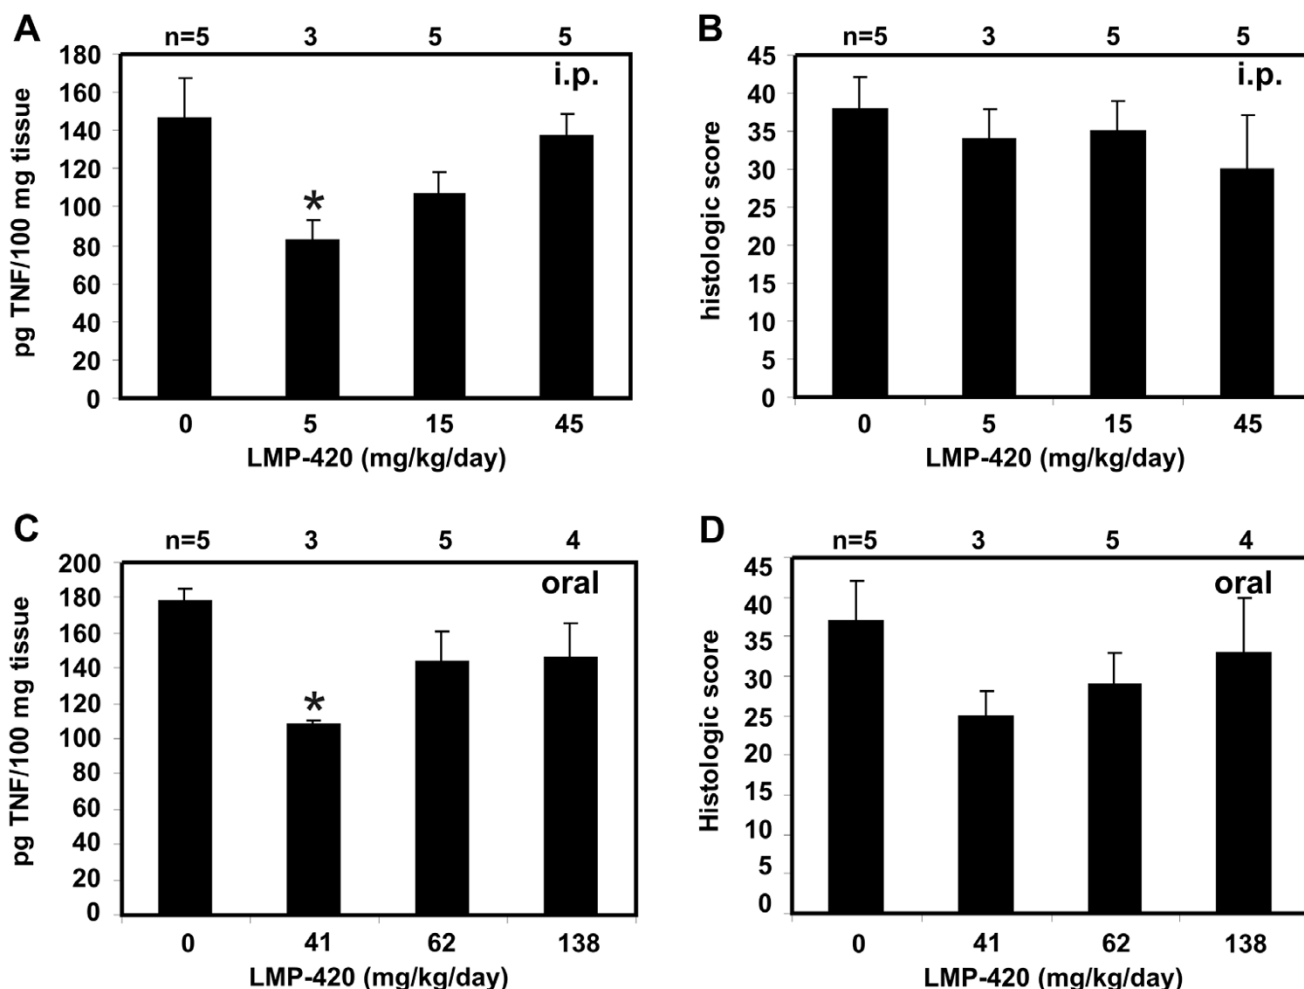 A
n=5 3 5 5
i.p.
180
160
140
120
100
80
60
40
20
0
pg TNF/100 mg tissue
*
0 5 15 45
LMP-420 (mg/kg/day)
B
n=5 3 5 5
i.p.
45
40
35
30
25
20
15
10
5
0
histologic score
0 5 15 45
LMP-420 (mg/kg/day)
C
n=5 3 5 4
oral
200
180
160
140
120
100
80
60
40
20
0
pg TNF/100 mg tissue
*
0 41 62 138
LMP-420 (mg/kg/day)
D
n=5 3 5 4
oral
45
40
35
30
25
20
15
10
5
0
Histologic score
0 41 62 138
LMP-420 (mg/kg/day)